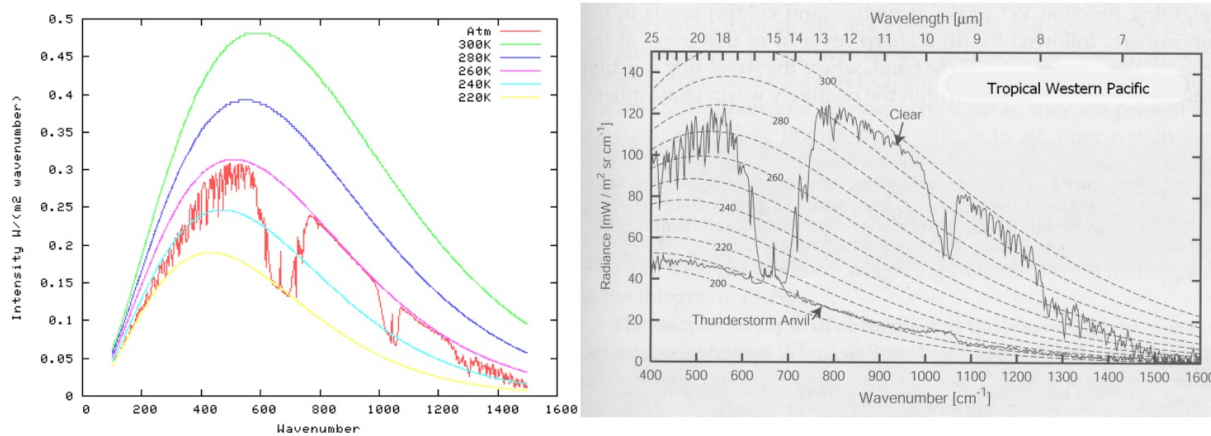 0.5
0.45
0.4
0.35
0.3
0.25
0.2
0.15
0.1
0.05
0
Intensity W/(m2 wavenumber)
Atm
300K
280K
260K
240K
220K
0 200 400 600 800 1000 1200 1400 1600
Wavenumber
Wavelength [μm]
25 20 18 16 15 14 13 12 11 10 9 8 7
140
120
100
80
60
40
20
0
Radiance [mW / m² sr cm⁻¹]
Tropical Western Pacific
300
Clear
280
260
240
220
200
Thunderstorm Anvil
400 500 600 700 800 900 1000 1100 1200 1300 1400 1500 1600
Wavenumber [cm⁻¹]